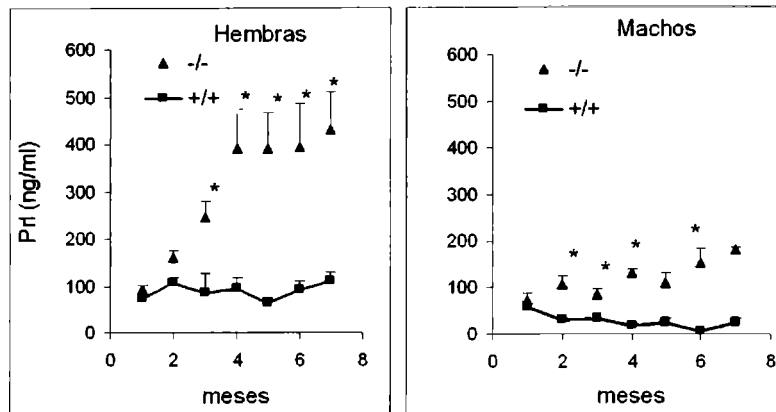 Hembras
-/-
+/+
Prl (ng/ml)
600
500
400
300
200
100
0
* * * * *
0 2 4 6 8
meses
Machos
-/-
+/+
600
500
400
300
200
100
0
* * * *
0 2 4 6 8
meses